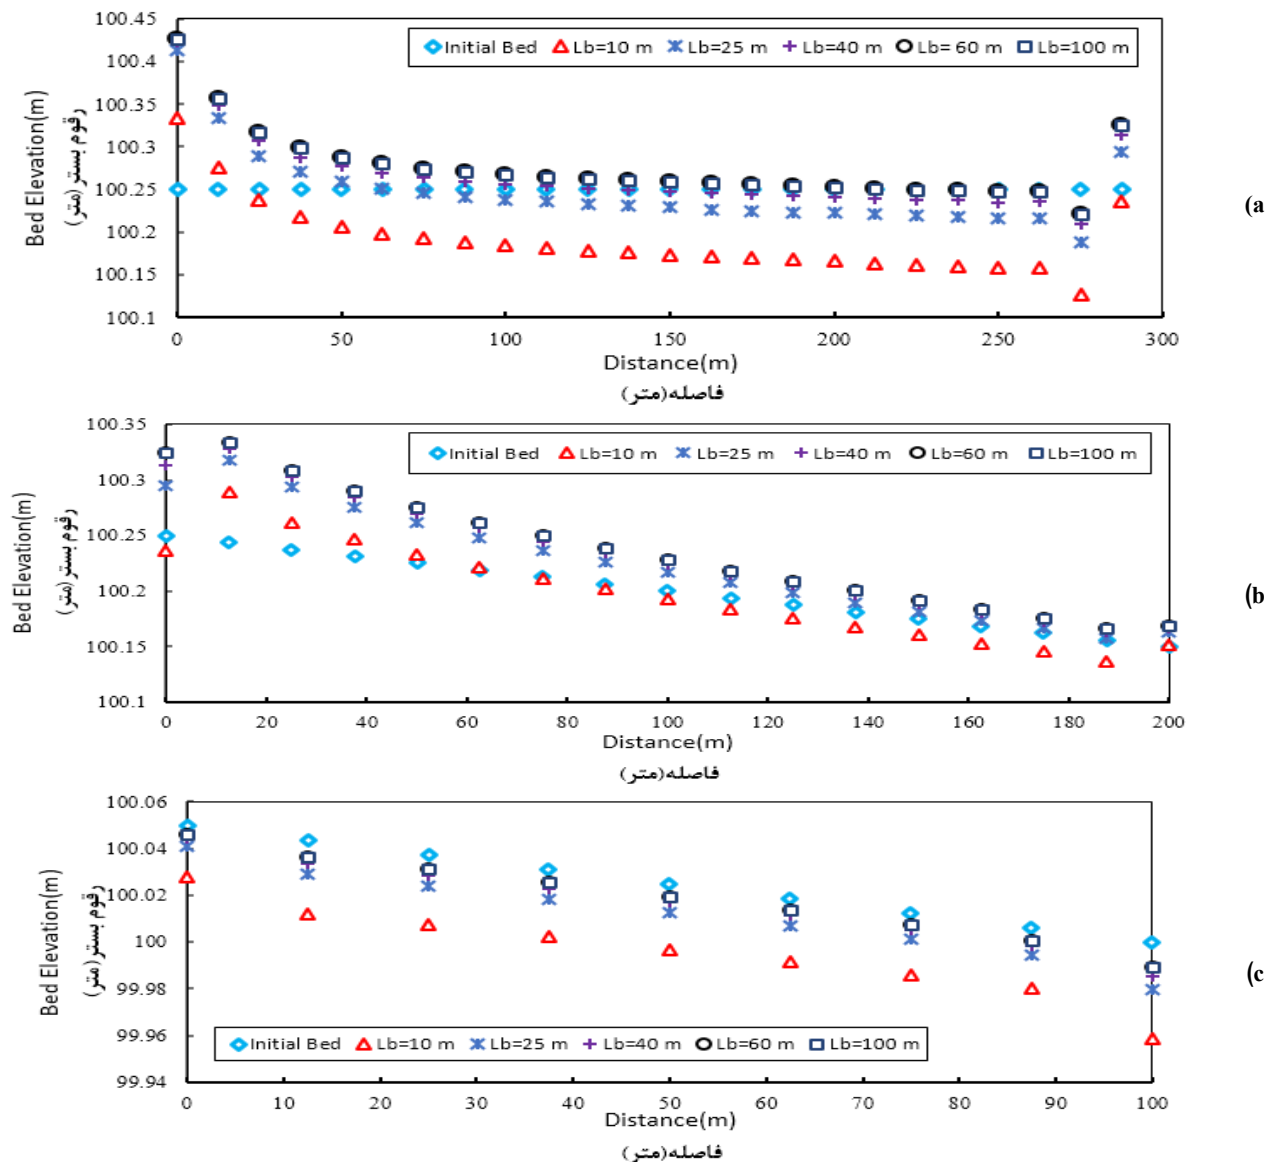 100.45
Initial Bed Lb=10 m Lb=25 m Lb=40 m Lb= 60 m Lb=100 m
100.4
100.35
100.3
100.25
100.2
100.15
100.1
Bed Elevation(m)
رقوم بستر (متر)
(a
0 50 100 150 200 250 300
Distance(m)
فاصله(متر)
100.35
Initial Bed Lb=10 m Lb=25 m Lb=40 m Lb=60 m Lb=100 m
100.3
100.25
100.2
100.15
100.1
Bed Elevation(m)
رقوم بستر (متر)
(b
0 20 40 60 80 100 120 140 160 180 200
Distance(m)
فاصله(متر)
100.06
100.04
100.02
100
99.98
99.96
99.94
Bed Elevation(m)
رقوم بستر (متر)
(c
Initial Bed Lb=10 m Lb=25 m Lb=40 m Lb=60 m Lb=100 m
0 10 20 30 40 50 60 70 80 90 100
Distance(m)
فاصله(متر)